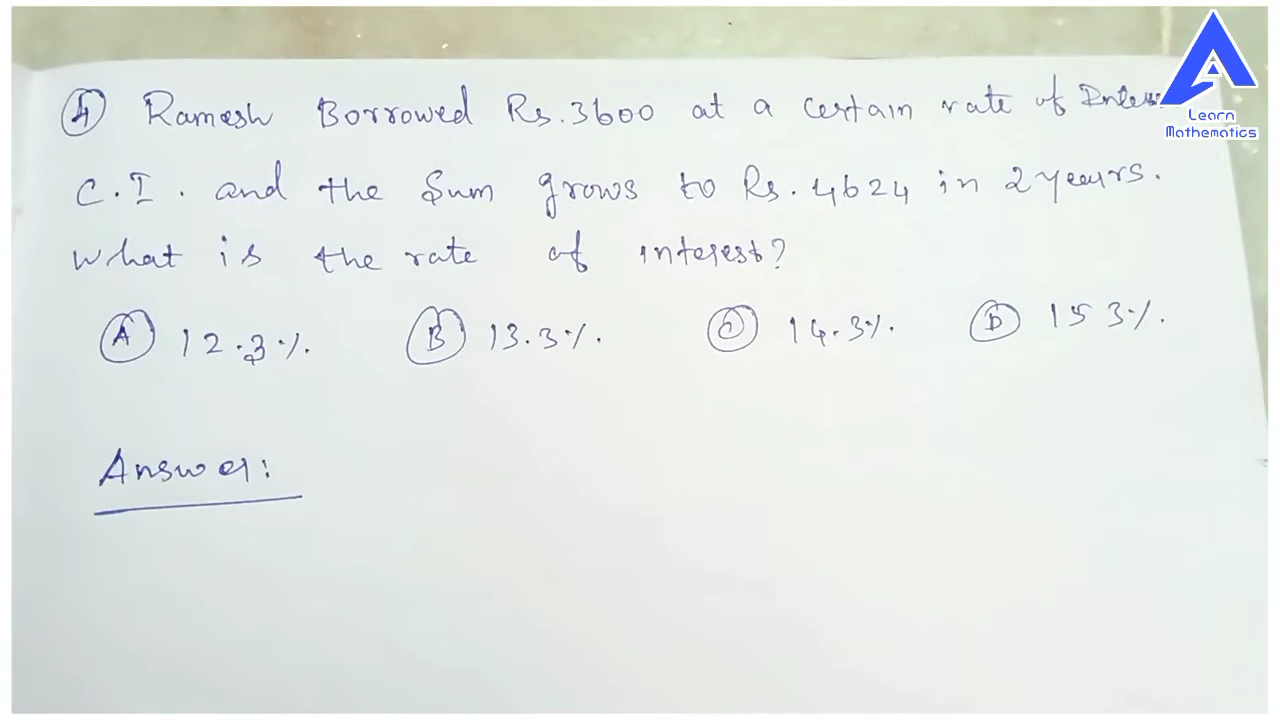 ④ Ramesh Borrowed Rs.3600 at a certain rate of
C.I. and the Sum grows to Rs.4624 in 2 years.
What is the rate of interest?
Ⓐ 12.3%. Ⓑ 13.3%. Ⓒ 14.3%. Ⓓ 15 3%.
Answer:
Learn
Mathematics